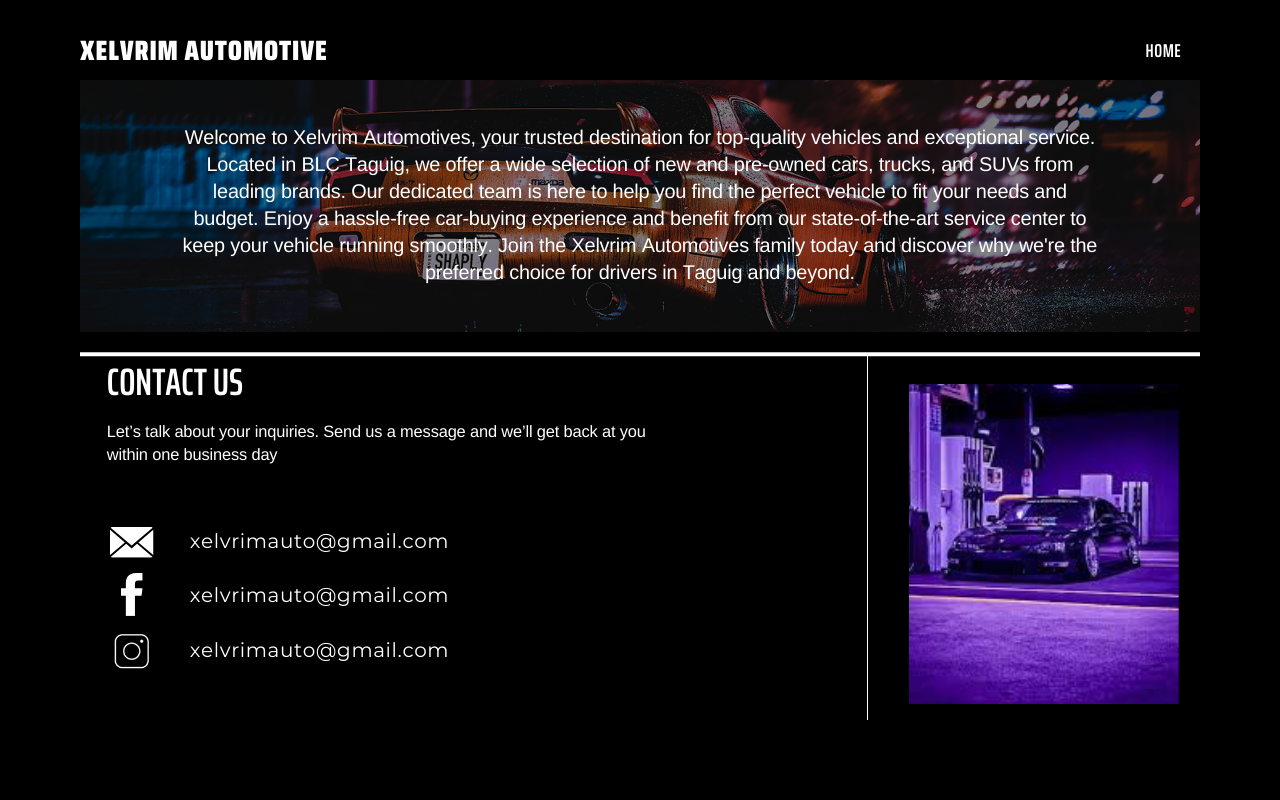 XELVRIM AUTOMOTIVE
HOME
Welcome to Xelvrim Automotives, your trusted destination for top-quality vehicles and exceptional service.
Located in BLC Taguig, we offer a wide selection of new and pre-owned cars, trucks, and SUVs from
leading brands. Our dedicated team is here to help you find the perfect vehicle to fit your needs and
budget. Enjoy a hassle-free car-buying experience and benefit from our state-of-the-art service center to
keep your vehicle running smoothly. Join the Xelvrim Automotives family today and discover why we're the
preferred choice for drivers in Taguig and beyond.
mazda
SHAPLY
CONTACT US
Let’s talk about your inquiries. Send us a message and we’ll get back at you
within one business day
xelvrimauto@gmail.com
xelvrimauto@gmail.com
xelvrimauto@gmail.com